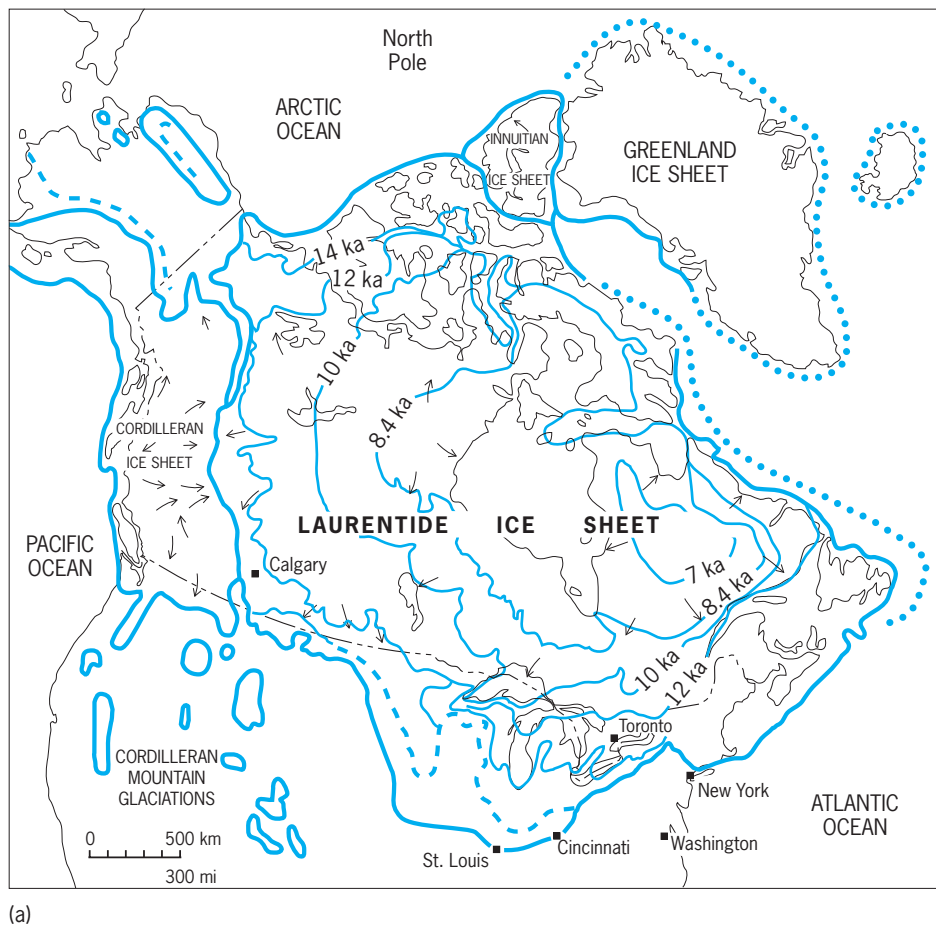 North
Pole
ARCTIC
OCEAN
INNUITIAN
ICE SHEET
GREENLAND
ICE SHEET
14 ka
12 ka
10 ka
8.4 ka
CORDILLERAN
ICE SHEET
LAURENTIDE ICE SHEET
PACIFIC
OCEAN
Calgary
7 ka
8.4 ka
10 ka
12 ka
Toronto
CORDILLERAN
MOUNTAIN
GLACIATIONS
New York
ATLANTIC
OCEAN
0 500 km
300 mi
St. Louis
Cincinnati
Washington
(a)